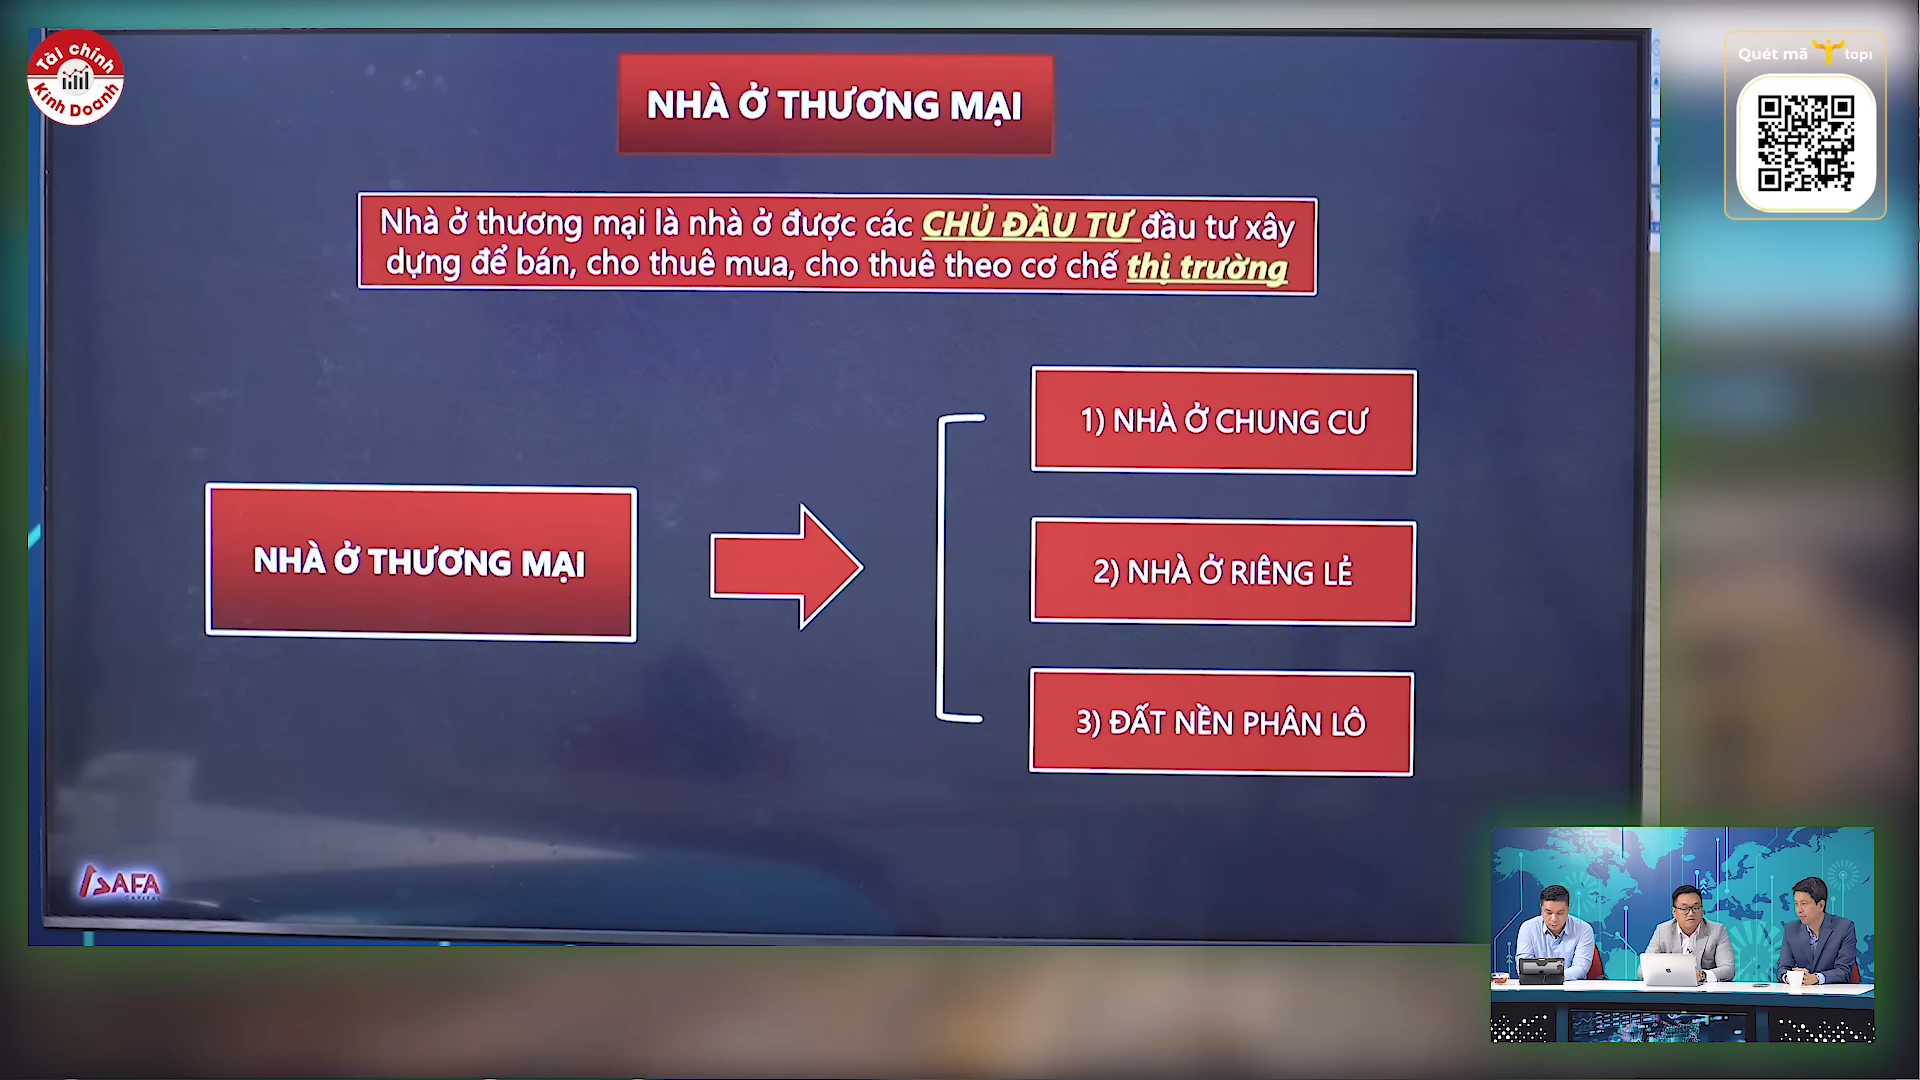 Tài chính
Kinh Doanh
Quét mã topi
NHÀ Ở THƯƠNG MẠI
Nhà ở thương mại là nhà ở được các CHỦ ĐẦU TƯ đầu tư xây
dựng để bán, cho thuê mua, cho thuê theo cơ chế thị trường
NHÀ Ở THƯƠNG MẠI
1) NHÀ Ở CHUNG CƯ
2) NHÀ Ở RIÊNG LẺ
3) ĐẤT NỀN PHÂN LÔ
AFA
CAPITAL